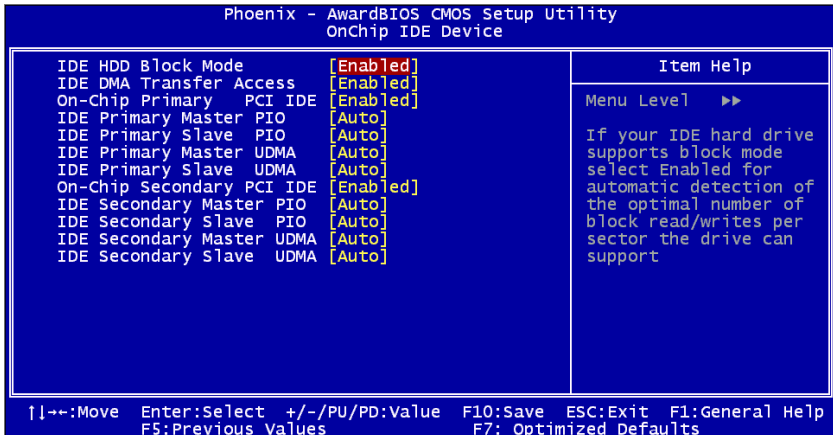 Phoenix - AwardBIOS CMOS Setup Utility
OnChip IDE Device
IDE HDD Block Mode [Enabled]
IDE DMA Transfer Access [Enabled]
On-Chip Primary PCI IDE [Enabled]
IDE Primary Master PIO [Auto]
IDE Primary Slave PIO [Auto]
IDE Primary Master UDMA [Auto]
IDE Primary Slave UDMA [Auto]
On-Chip Secondary PCI IDE [Enabled]
IDE Secondary Master PIO [Auto]
IDE Secondary Slave PIO [Auto]
IDE Secondary Master UDMA [Auto]
IDE Secondary Slave UDMA [Auto]
Item Help
Menu Level ▶▶
If your IDE hard drive
supports block mode
select Enabled for
automatic detection of
the optimal number of
block read/writes per
sector the drive can
support
↑↓→←:Move Enter:Select +/-/PU/PD:Value F10:Save ESC:Exit F1:General Help
F5:Previous Values F7: Optimized Defaults